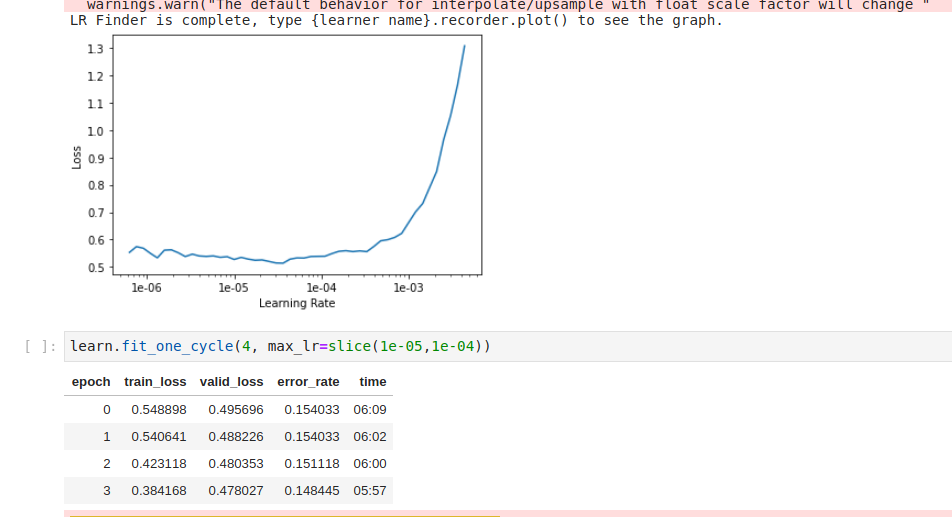 warnings.warn("The default behavior for interpolate/upsample with float scale_factor will change "
LR Finder is complete, type {learner_name}.recorder.plot() to see the graph.
1.3
1.2
1.1
1.0
0.9
0.8
0.7
0.6
0.5
Loss
1e-06 1e-05 1e-04 1e-03
Learning Rate
[ ]: learn.fit_one_cycle(4, max_lr=slice(1e-05,1e-04))
epoch train_loss valid_loss error_rate time
0 0.548898 0.495696 0.154033 06:09
1 0.540641 0.488226 0.154033 06:02
2 0.423118 0.480353 0.151118 06:00
3 0.384168 0.478027 0.148445 05:57